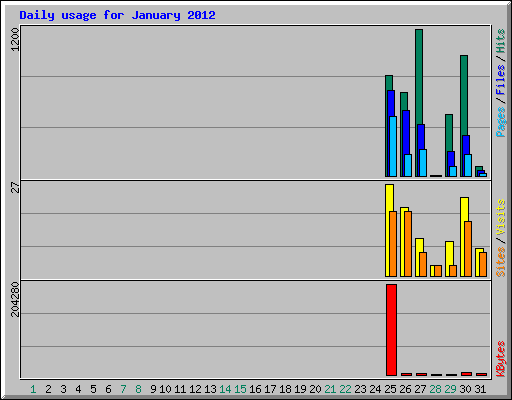 Daily usage for January 2012
1200
Pages / Files / Hits
27
Sites / Visits
204280
KBytes
1 2 3 4 5 6 7 8 9 10 11 12 13 14 15 16 17 18 19 20 21 22 23 24 25 26 27 28 29 30 31